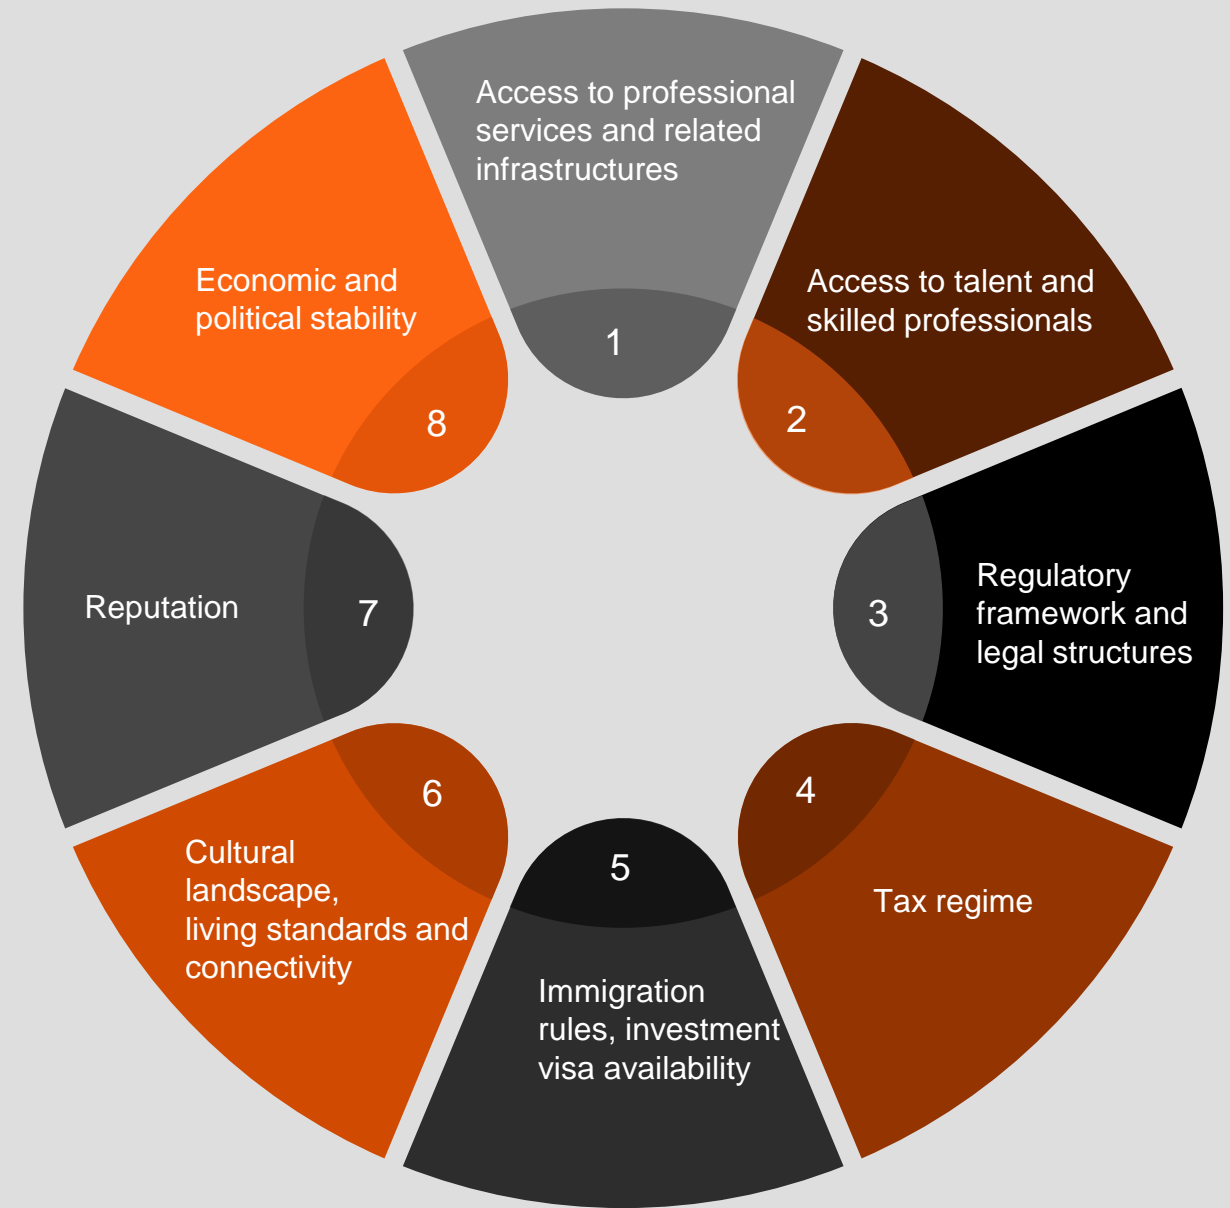 Access to professional
services and related
infrastructures
1
Access to talent and
skilled professionals
2
Regulatory
framework and
legal structures
3
Tax regime
4
Immigration
rules, investment
visa availability
5
Cultural
landscape,
living standards and
connectivity
6
Reputation
7
Economic and
political stability
8